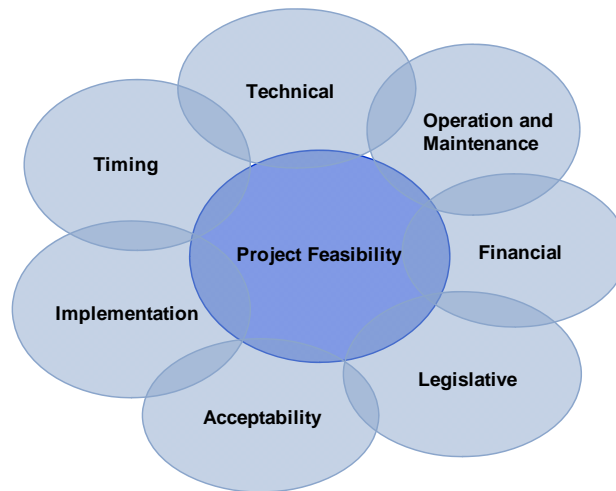 Technical
Operation and
Maintenance
Timing
Project Feasibility
Financial
Implementation
Legislative
Acceptability